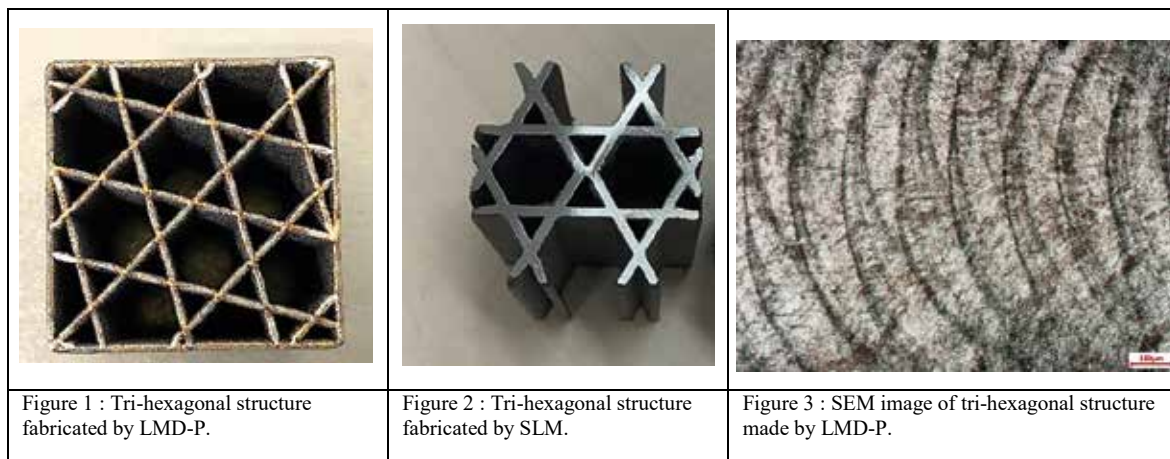 Figure 1 : Tri-hexagonal structure
fabricated by LMD-P.
Figure 2 : Tri-hexagonal structure
fabricated by SLM.
Figure 3 : SEM image of tri-hexagonal structure
made by LMD-P.